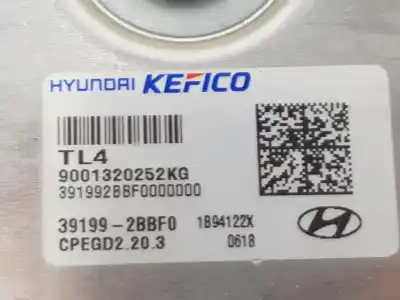 HYUNDAI KEFICO
TL4
9001320252KG
391992BBF0000000
39199-2BBF0 1B94122X
CPEGD2.20.3 0618